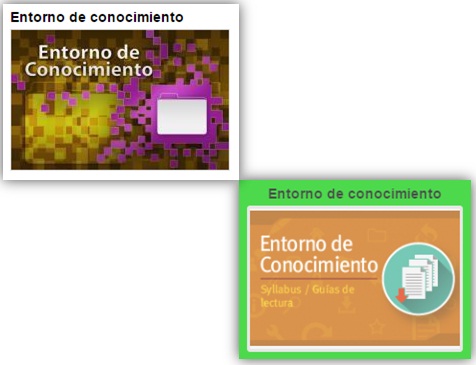 Entorno de conocimiento
Entorno de
Conocimiento
Entorno de conocimiento
Entorno de
Conocimiento
Syllabus / Guías de
lectura